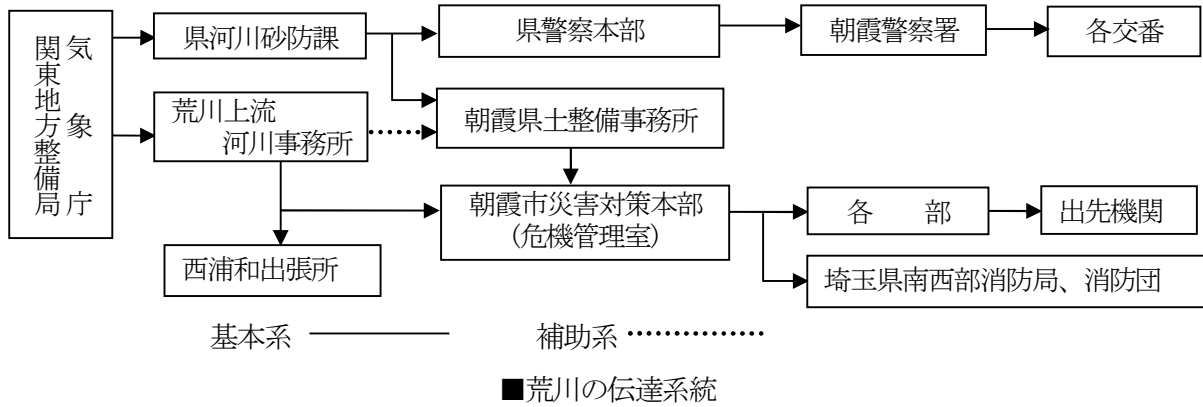 気象庁
関東地方整備局
県河川砂防課
県警察本部
朝霞警察署
各交番
荒川上流
河川事務所
朝霞県土整備事務所
朝霞市災害対策本部
（危機管理室）
各　部
出先機関
西浦和出張所
埼玉県南西部消防局、消防団
基本系
補助系
■荒川の伝達系統